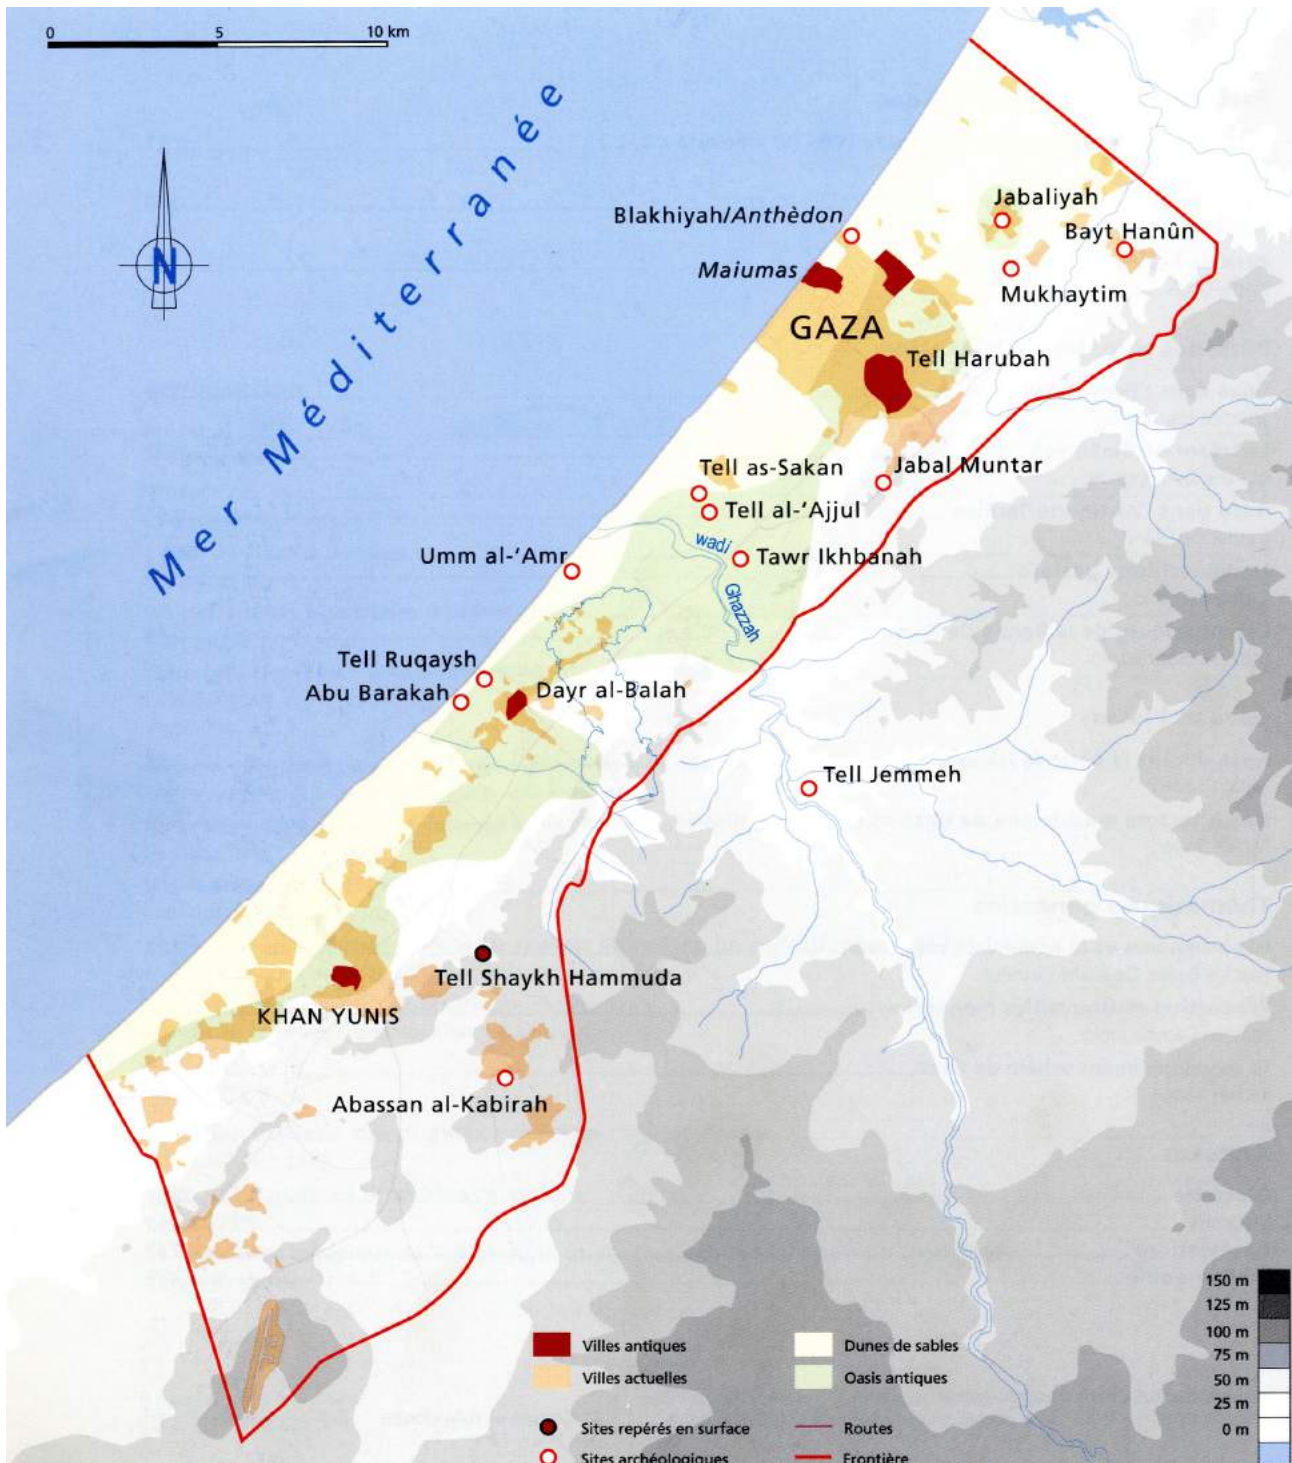 0 5 10 km
Mer Méditerranée
N
Jabaliyah
Blakhiyah/Anthèdon
Bayt Hanûn
Maiumas
Mukhaytim
GAZA
Tell Harubah
Tell as-Sakan
Jabal Muntar
Tell al-‘Ajjul
wadi
Ghazzah
Umm al-‘Amr
Tawr Ikhbanah
Tell Ruqaysh
Abu Barakah
Dayr al-Balah
Tell Jemmeh
Tell Shaykh Hammuda
KHAN YUNIS
Abassan al-Kabirah
150 m
125 m
100 m
75 m
50 m
25 m
0 m
Villes antiques
Villes actuelles
Sites repérés en surface
Sites archéologiques
Dunes de sables
Oasis antiques
Routes
Frontière